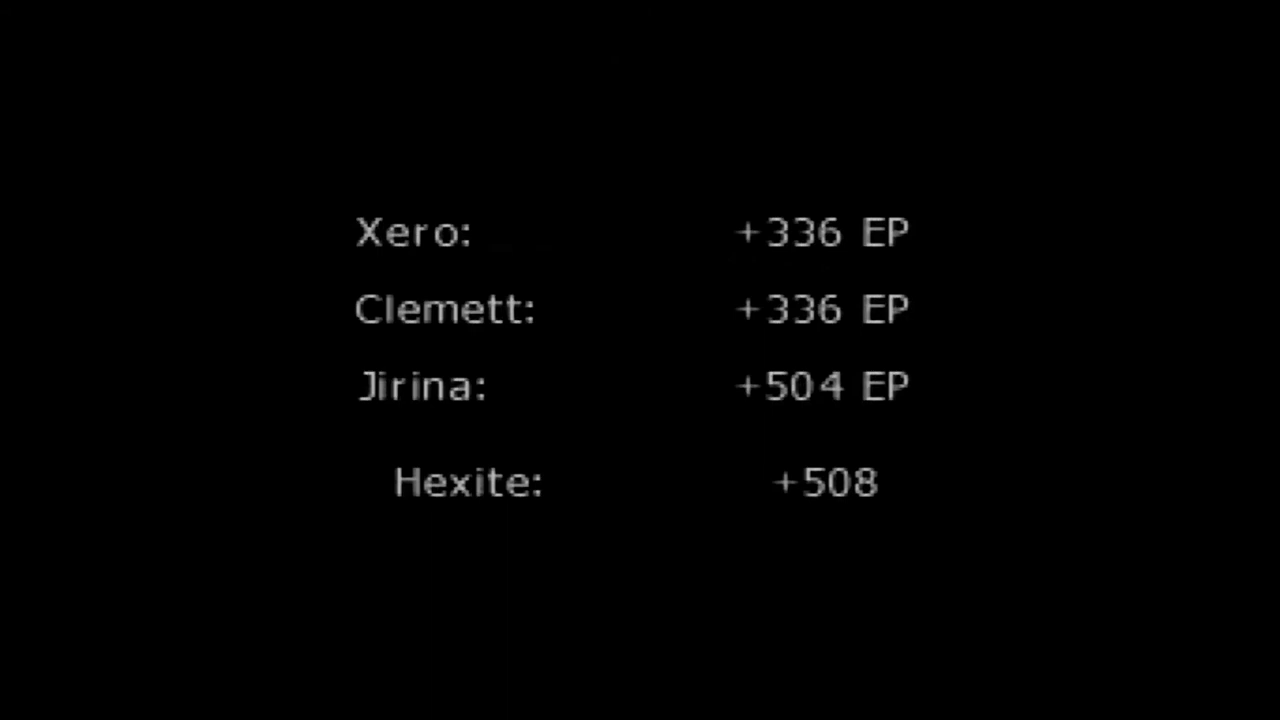 Xero: +336 EP
Clemett: +336 EP
Jirina: +504 EP
Hexite: +508